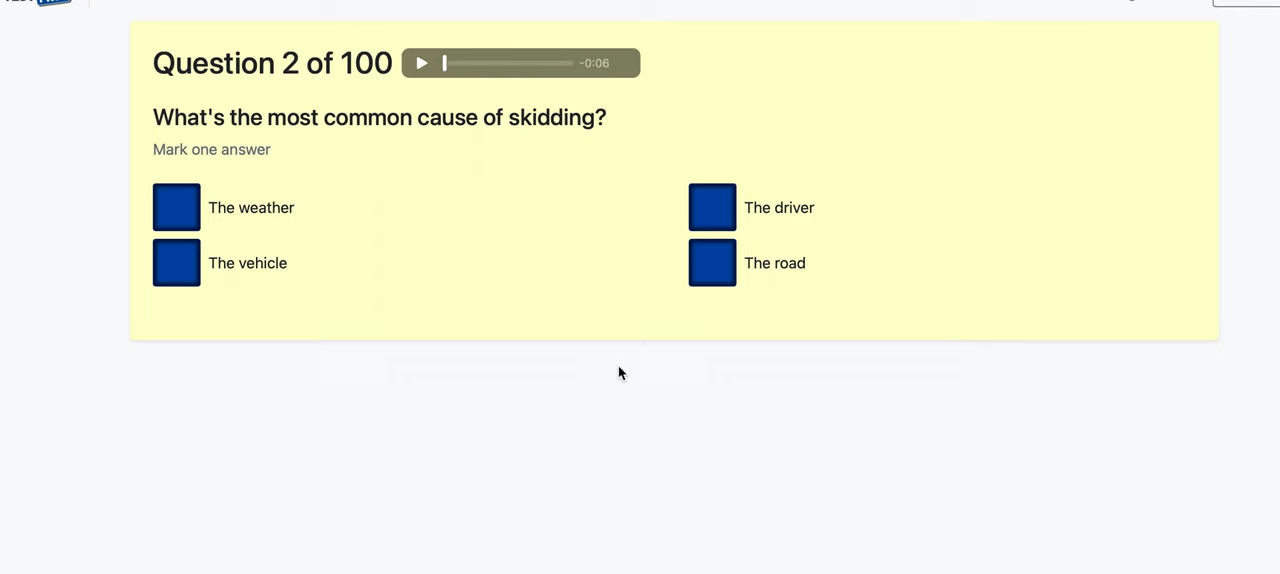 Question 2 of 100
-0:06
What's the most common cause of skidding?
Mark one answer
The weather
The driver
The vehicle
The road